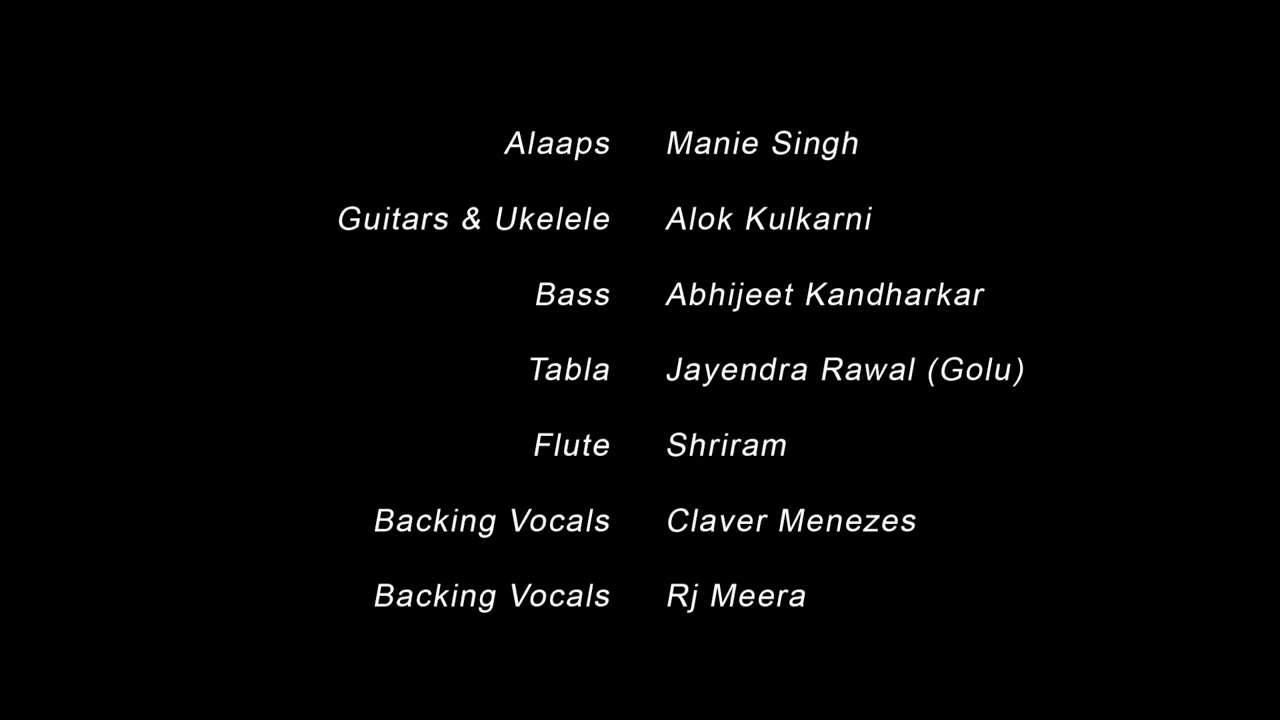 Alaaps Manie Singh
Guitars & Ukelele Alok Kulkarni
Bass Abhijeet Kandharkar
Tabla Jayendra Rawal (Golu)
Flute Shriram
Backing Vocals Claver Menezes
Backing Vocals Rj Meera